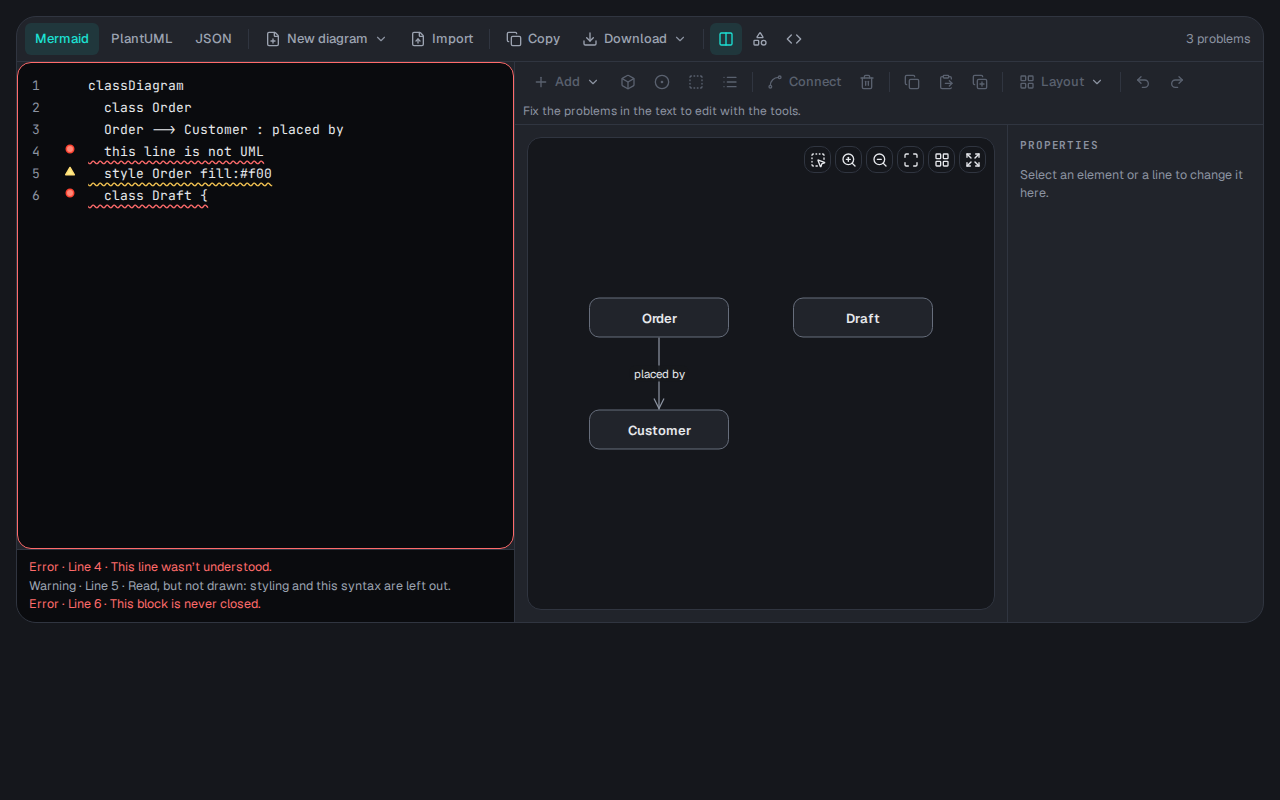 Mermaid PlantUML JSON New diagram Import Copy Download 3 problems
1 classDiagram
2 class Order
3 Order --> Customer : placed by
4 this line is not UML
5 style Order fill:#f00
6 class Draft {
Error · Line 4 · This line wasn't understood.
Warning · Line 5 · Read, but not drawn: styling and this syntax are left out.
Error · Line 6 · This block is never closed.
Add Connect Layout
Fix the problems in the text to edit with the tools.
Order Draft
placed by
Customer
PROPERTIES
Select an element or a line to change it
here.